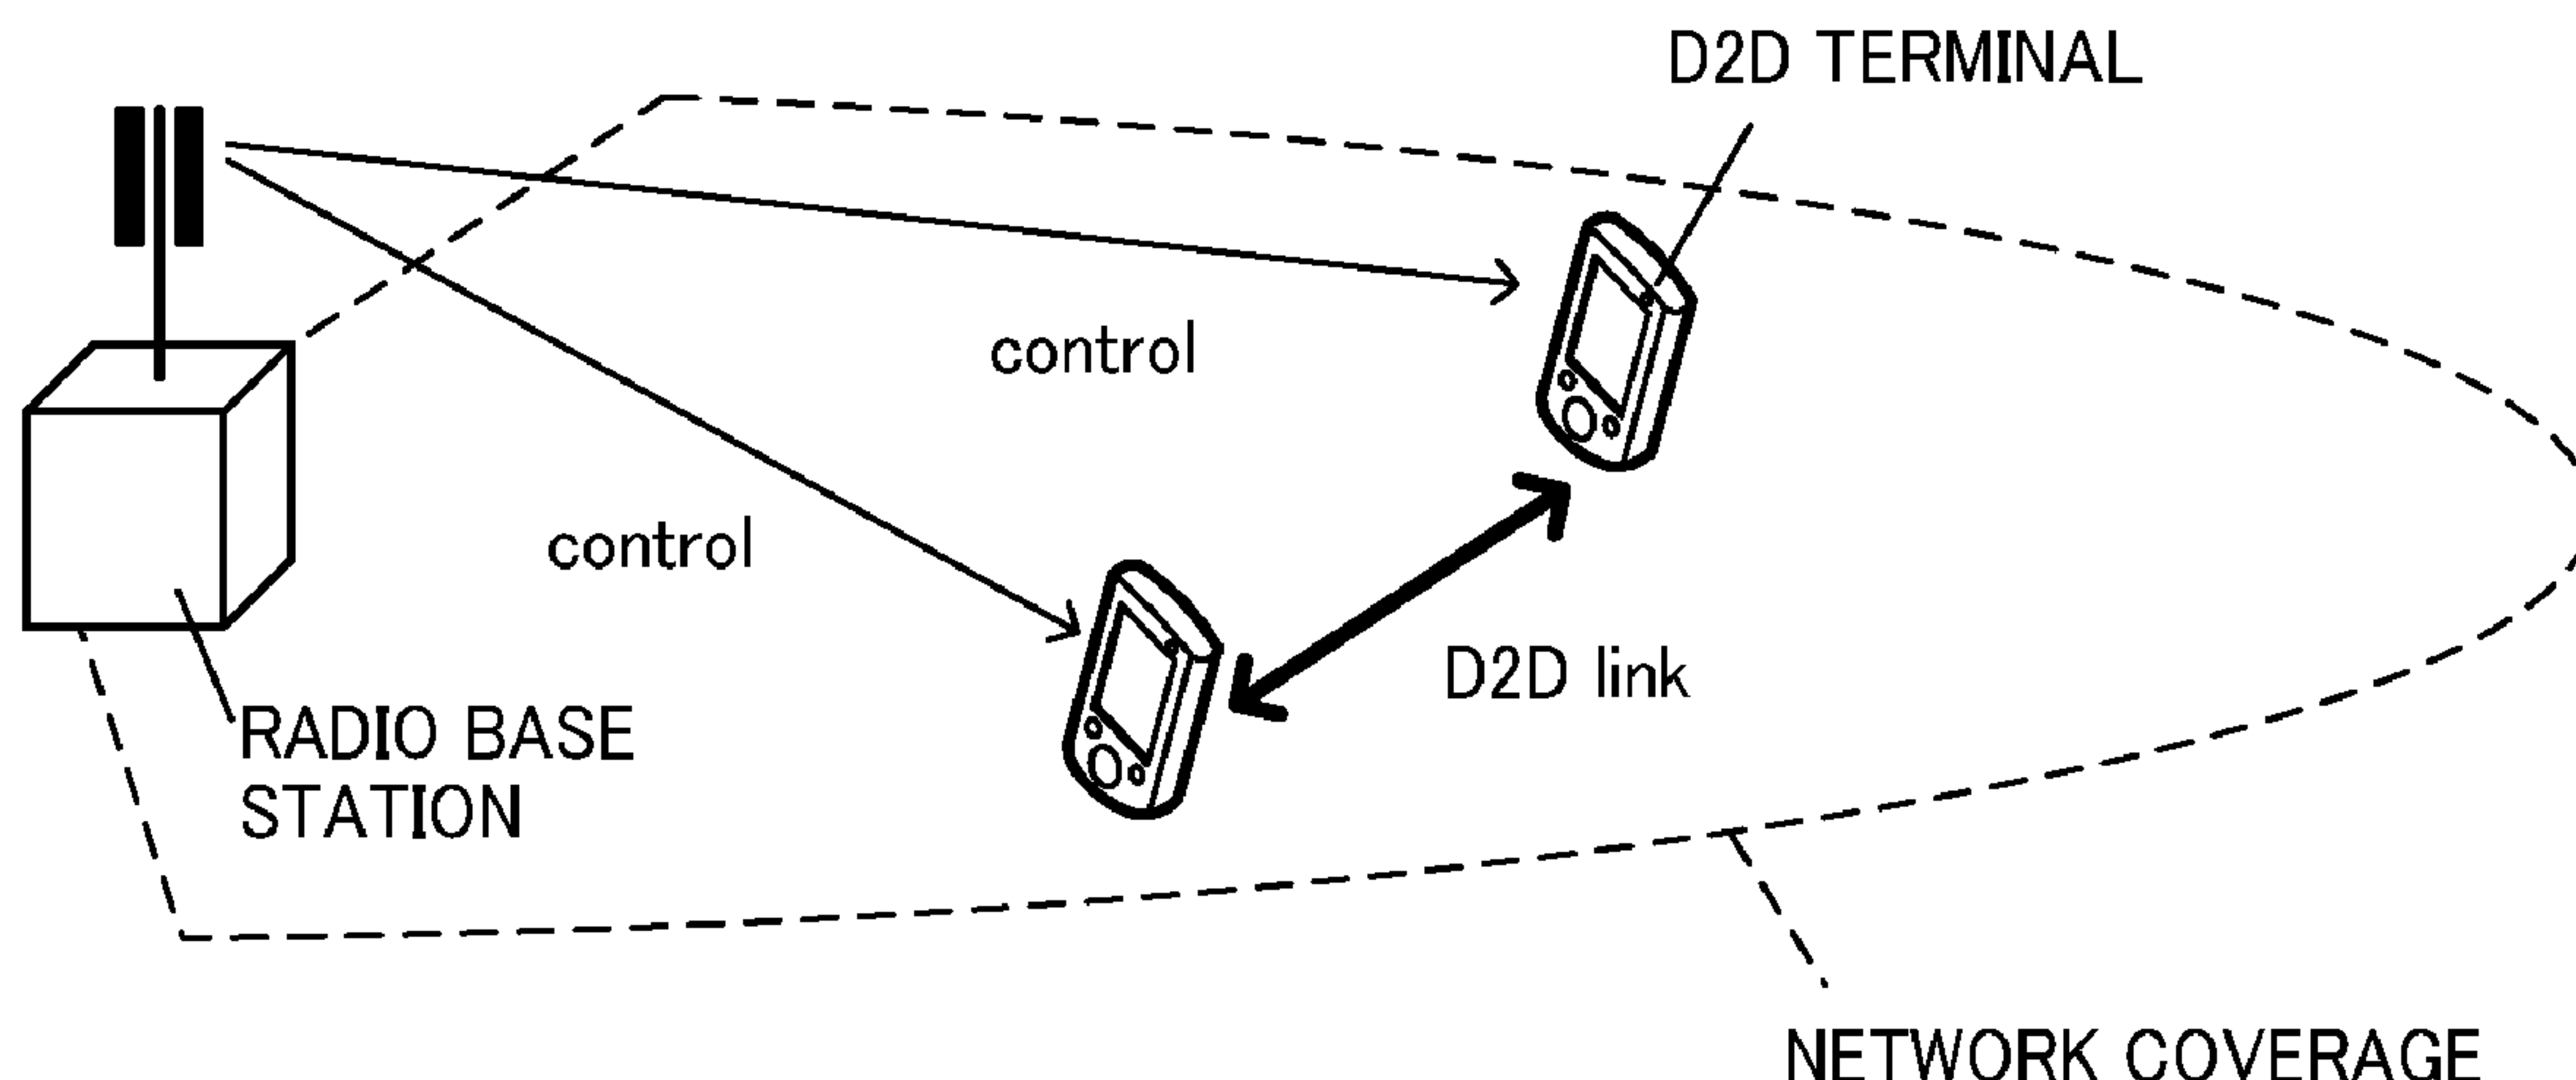 D2D TERMINAL
control
control
D2D link
RADIO BASE
STATION
NETWORK COVERAGE